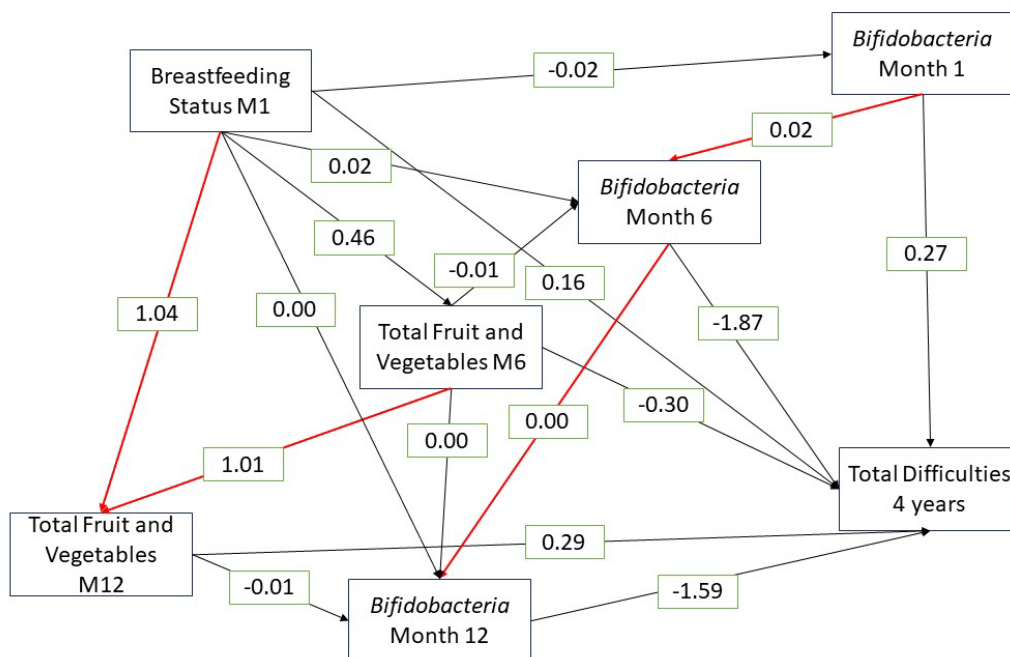 Bifidobacteria
Month 1
Breastfeeding
Status M1
-0.02
0.02
0.02
Bifidobacteria
Month 6
0.46
-0.01
0.16
0.27
1.04
0.00
Total Fruit and
Vegetables M6
-1.87
-0.30
0.00
0.00
1.01
Total Difficulties
4 years
Total Fruit and
Vegetables
M12
0.29
-0.01
Bifidobacteria
Month 12
-1.59